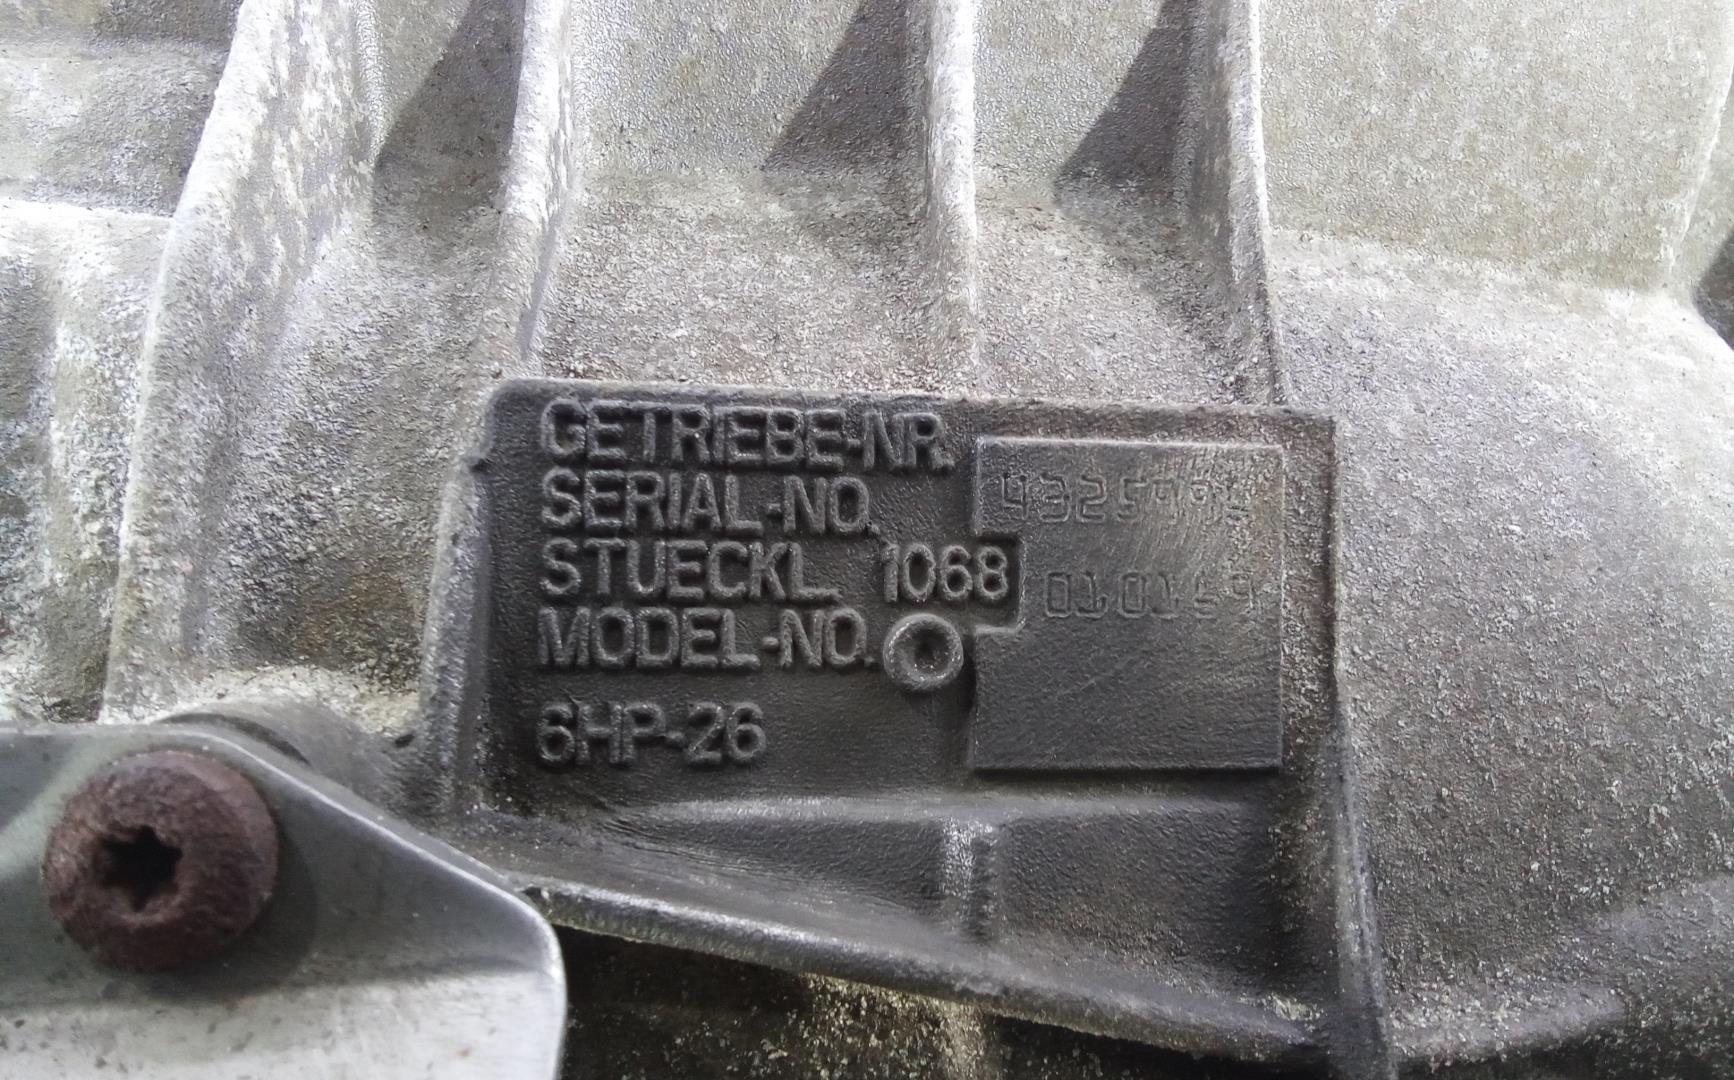 GETRIEBE-NR.
SERIAL-NO.
STUECKL. 1068
MODEL-NO.
6HP-26